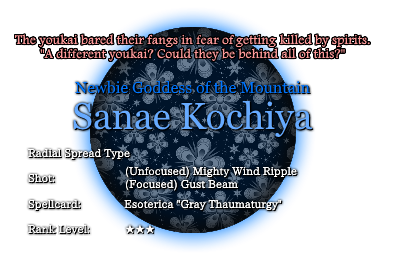 The youkai bared their fangs in fear of getting killed by spirits.
"A different youkai? Could they be behind all of this?"
Newbie Goddess of the Mountain
Sanae Kochiya
Radial Spread Type
Shot: (Unfocused) Mighty Wind Ripple
(Focused) Gust Beam
Spellcard: Esoterica "Gray Thaumaturgy"
Rank Level: ★★★